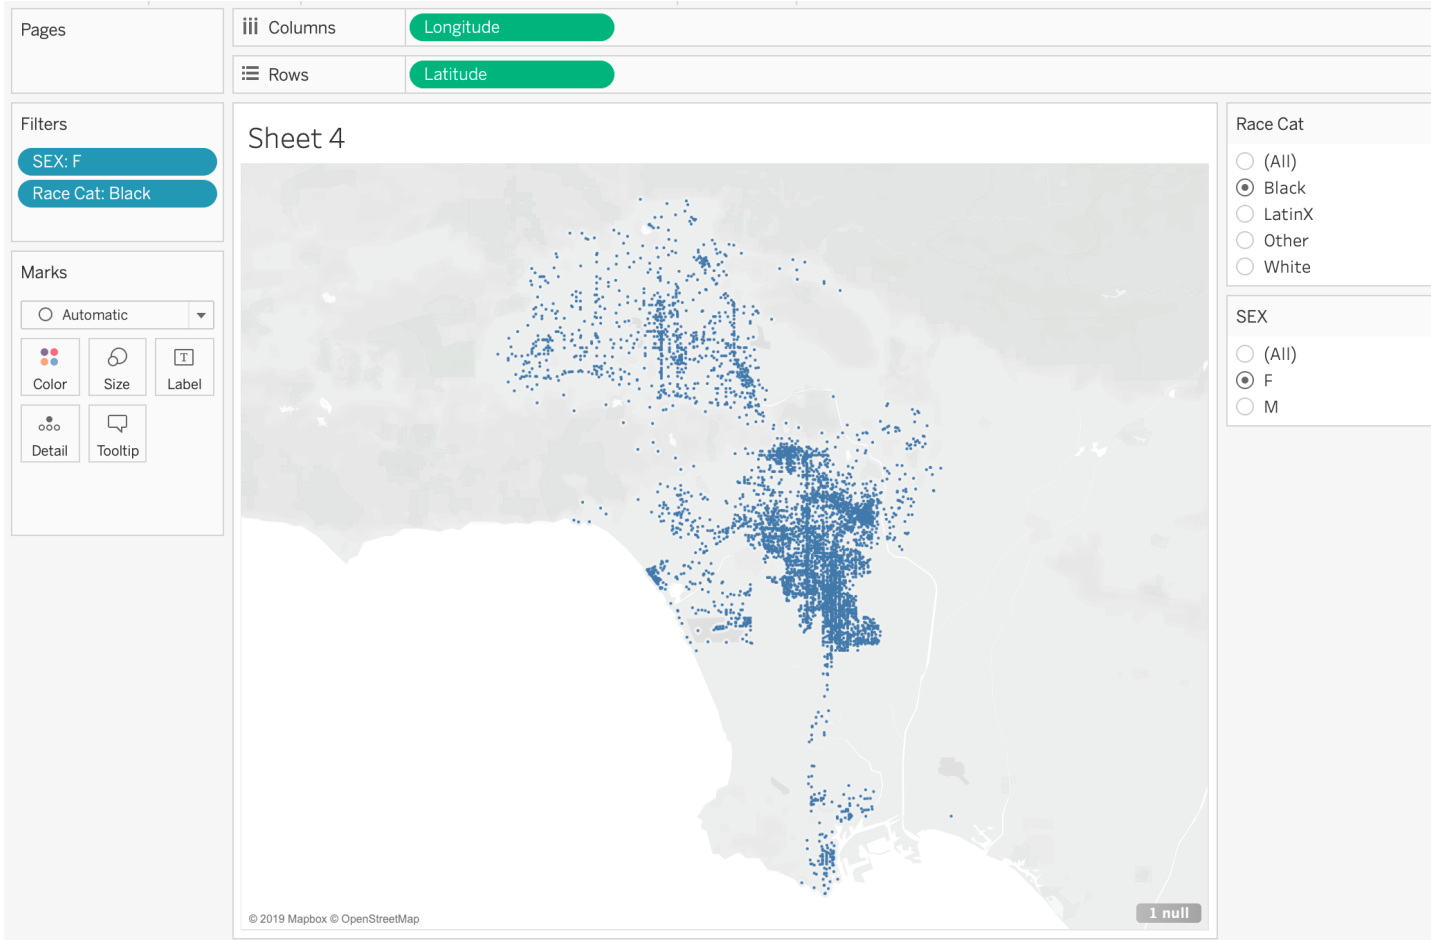 Pages
Columns
Longitude
Rows
Latitude
Filters
SEX: F
Race Cat: Black
Marks
Automatic
Color
Size
Label
Detail
Tooltip
Sheet 4
© 2019 Mapbox © OpenStreetMap
1 null
Race Cat
(All)
Black
LatinX
Other
White
SEX
(All)
F
M